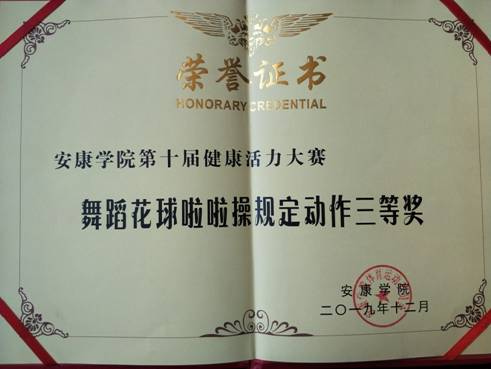 荣誉证书
HONORARY CREDENTIAL
安康学院第十届健康活力大赛
舞蹈花球啦啦操规定动作三等奖
安康学院
二〇一九年十二月